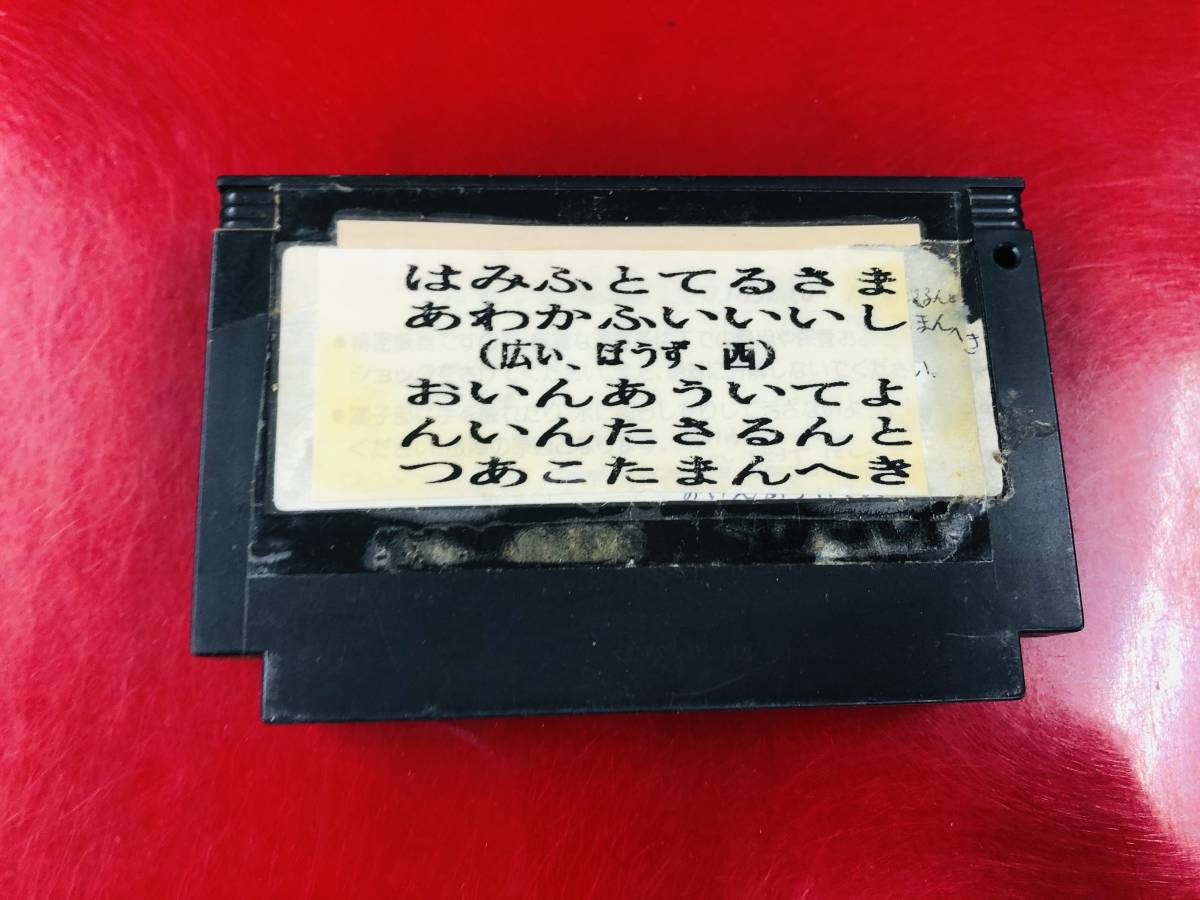 はみふとてるさま
あわかふいいいし
(広い、ぼうず、西)
おいんあういてよ
んいんたさるんと
つあこたまんへき
るんと
まんへき
い。